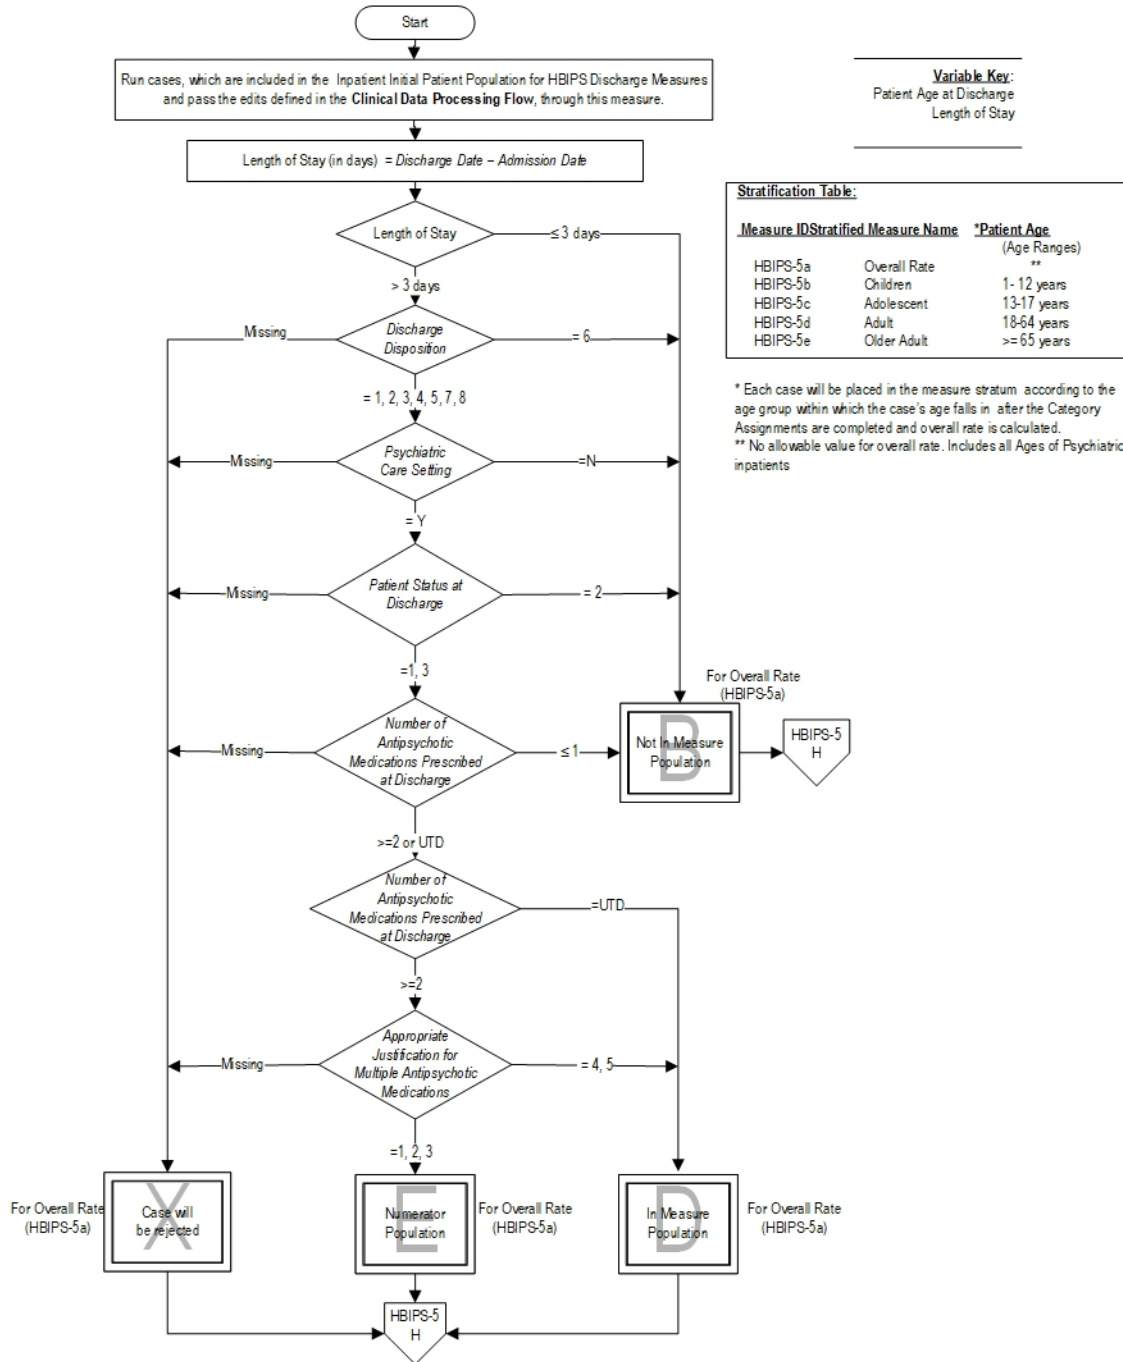 Start
Run cases, which are included in the Inpatient Initial Patient Population for HBIPS Discharge Measures
and pass the edits defined in the Clinical Data Processing Flow, through this measure.
Variable Key:
Patient Age at Discharge
Length of Stay
Length of Stay (in days) = Discharge Date – Admission Date
Stratification Table:
Measure IDStratified Measure Name *Patient Age
(Age Ranges)
HBIPS-5a Overall Rate **
HBIPS-5b Children 1- 12 years
HBIPS-5c Adolescent 13-17 years
HBIPS-5d Adult 18-64 years
HBIPS-5e Older Adult >= 65 years
* Each case will be placed in the measure stratum according to the
age group within which the case's age falls in after the Category
Assignments are completed and overall rate is calculated.
** No allowable value for overall rate. Includes all Ages of Psychiatric
inpatients
Length of Stay
≤ 3 days
> 3 days
Missing
Discharge
Disposition
= 6
= 1, 2, 3, 4, 5, 7, 8
Missing
Psychiatric
Care Setting
=N
= Y
Missing
Patient Status at
Discharge
= 2
=1, 3
Missing
Number of
Antipsychotic
Medications Prescribed
at Discharge
≤ 1
For Overall Rate
(HBIPS-5a)
B
Not In Measure
Population
HBIPS-5
H
>=2 or UTD
Number of
Antipsychotic
Medications Prescribed
at Discharge
=UTD
>=2
Missing
Appropriate
Justification for
Multiple Antipsychotic
Medications
= 4, 5
=1, 2, 3
For Overall Rate
(HBIPS-5a)
X
Case will
be rejected
E
Numerator
Population
For Overall Rate
(HBIPS-5a)
D
In Measure
Population
For Overall Rate
(HBIPS-5a)
HBIPS-5
H